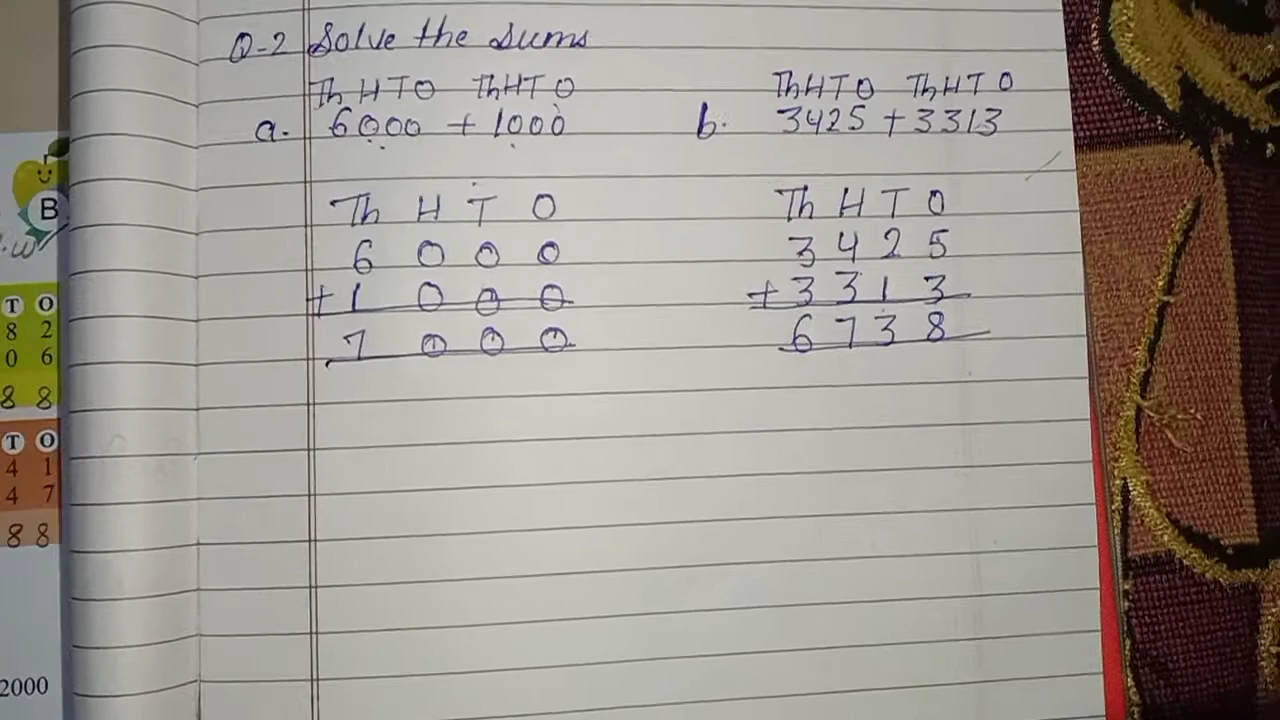 Q-2 Solve the Sums
Th H T O Th H T O
a. 6000 + 1000
Th H T O Th H T O
b. 3425 + 3313
Th H T O
6 0 0 0
+ 1 0 0 0
7 0 0 0
Th H T O
3 4 2 5
+ 3 3 1 3
6 7 3 8
B
T O
8 2
0 6
8 8
T O
4 1
4 7
8 8
2000